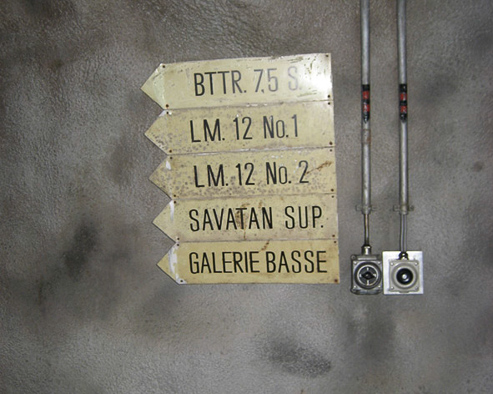 BTTR. 7,5 S.
LM. 12 No.1
LM. 12 No. 2
SAVATAN SUP.
GALERIE BASSE